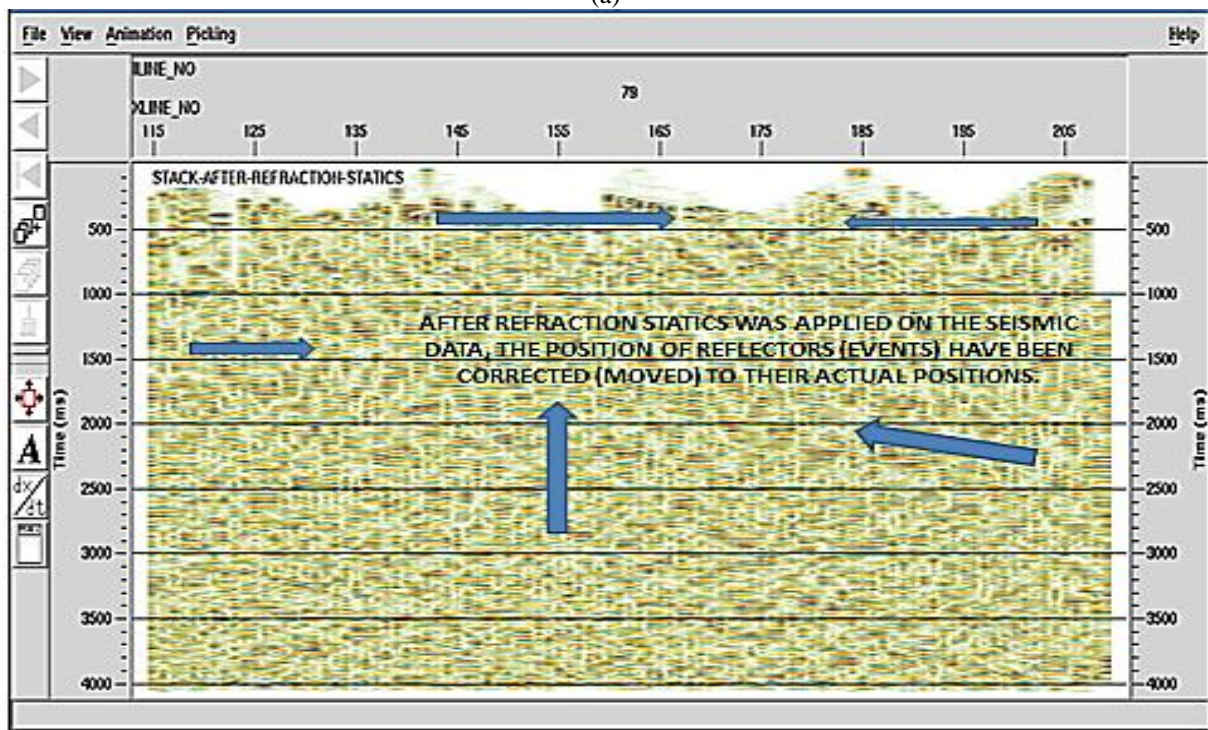 (a)
File View Animation Picking Help
ILINE_NO
79
XLINE_NO
115 125 135 145 155 165 175 185 195 205
STACK-AFTER-REFRACTION-STATICS
500 500
1000 1000
AFTER REFRACTION STATICS WAS APPLIED ON THE SEISMIC
DATA, THE POSITION OF REFLECTORS (EVENTS) HAVE BEEN
1500 1500
CORRECTED (MOVED) TO THEIR ACTUAL POSITIONS.
2000 2000
Time (ms) Time (ms)
A
2500 2500
dx/dt
3000 3000
3500 3500
4000 4000